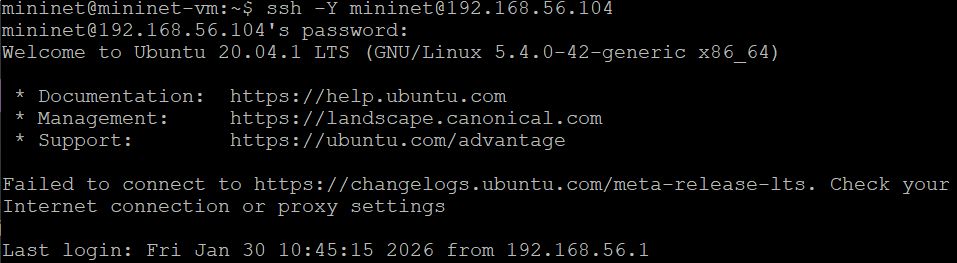 mininet@mininet-vm:~$ ssh -Y mininet@192.168.56.104
mininet@192.168.56.104's password:
Welcome to Ubuntu 20.04.1 LTS (GNU/Linux 5.4.0-42-generic x86_64)

 * Documentation:  https://help.ubuntu.com
 * Management:     https://landscape.canonical.com
 * Support:        https://ubuntu.com/advantage

Failed to connect to https://changelogs.ubuntu.com/meta-release-lts. Check your
Internet connection or proxy settings

Last login: Fri Jan 30 10:45:15 2026 from 192.168.56.1